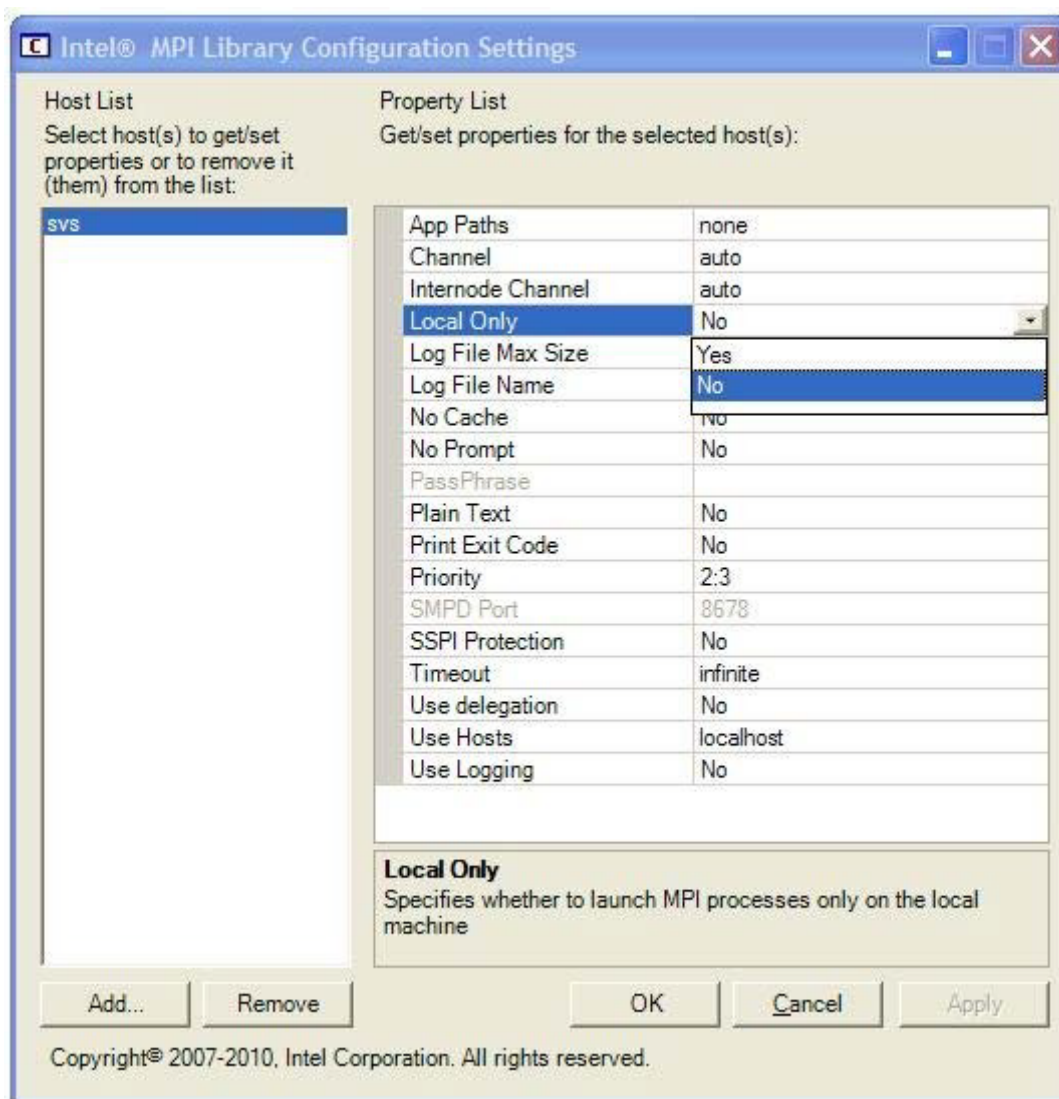 Intel® MPI Library Configuration Settings
Host List
Select host(s) to get/set
properties or to remove it
(them) from the list:
svs
Property List
Get/set properties for the selected host(s):
App Paths none
Channel auto
Internode Channel auto
Local Only No
Log File Max Size Yes
Log File Name No
No Cache No
No Prompt No
PassPhrase
Plain Text No
Print Exit Code No
Priority 2:3
SMPD Port 8678
SSPI Protection No
Timeout infinite
Use delegation No
Use Hosts localhost
Use Logging No
Local Only
Specifies whether to launch MPI processes only on the local
machine
Add... Remove OK Cancel Apply
Copyright© 2007-2010, Intel Corporation. All rights reserved.